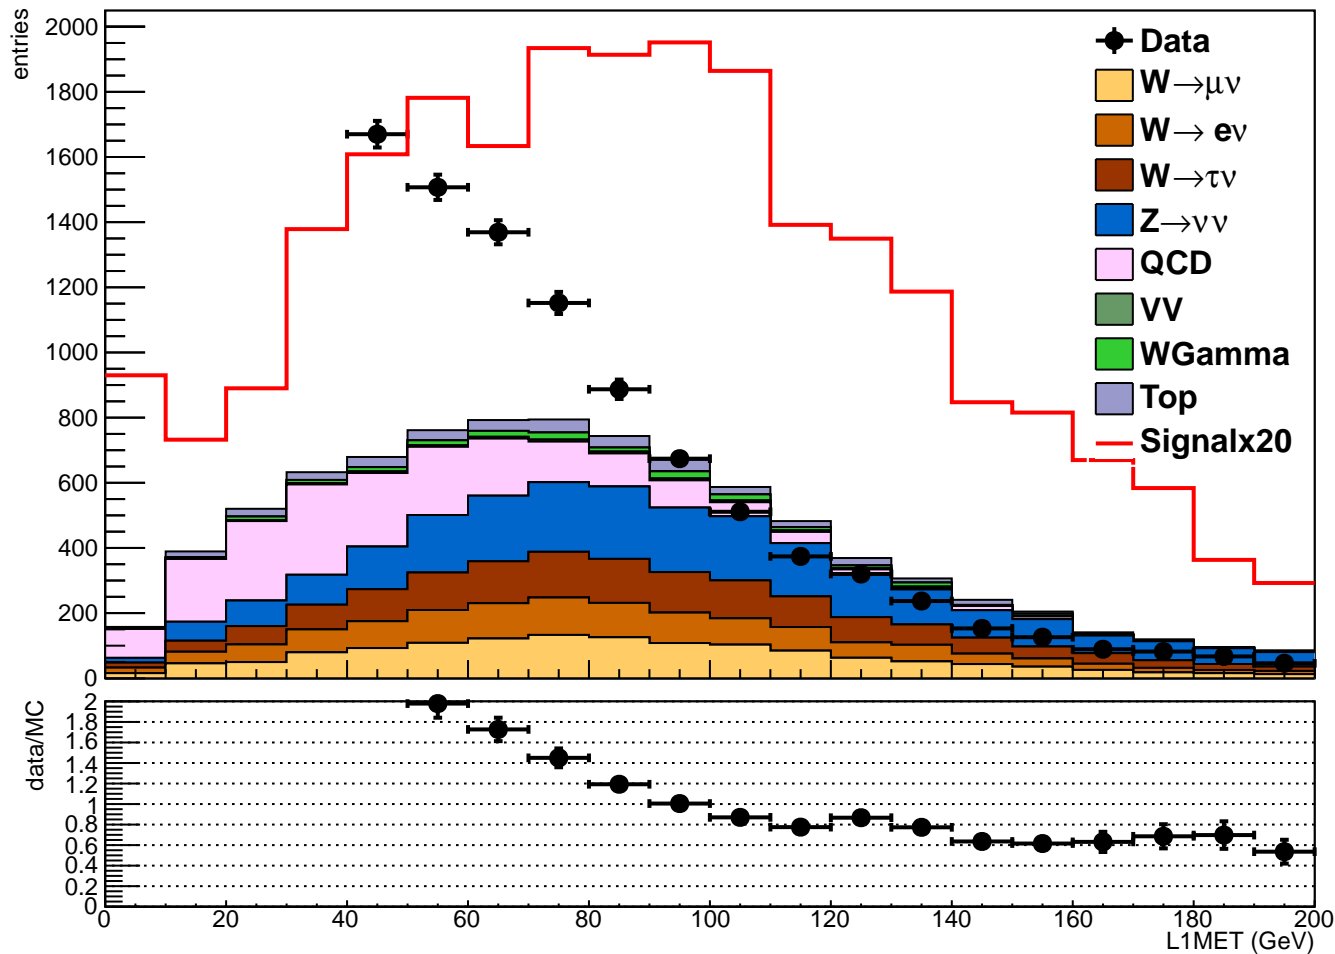 entries
2000
1800
1600
1400
1200
1000
800
600
400
200
0
Data
W→μν
W→ eν
W→τν
Z→νν
QCD
VV
WGamma
Top
Signalx20
data/MC
2
1.8
1.6
1.4
1.2
1
0.8
0.6
0.4
0.2
0
0 20 40 60 80 100 120 140 160 180 200
L1MET (GeV)